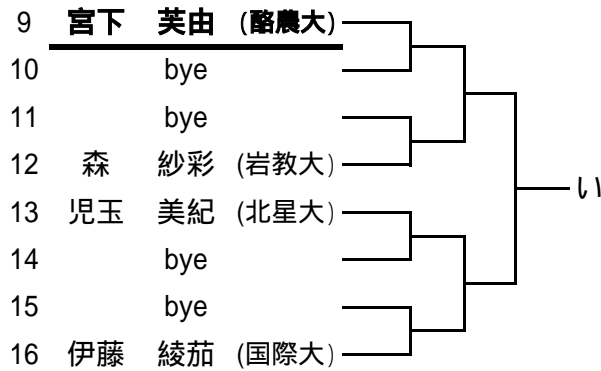 9 宮下 芙由 (酪農大)
10 bye
11 bye
12 森 紗彩 (岩教大)
い
13 児玉 美紀 (北星大)
14 bye
15 bye
16 伊藤 綾茄 (国際大)